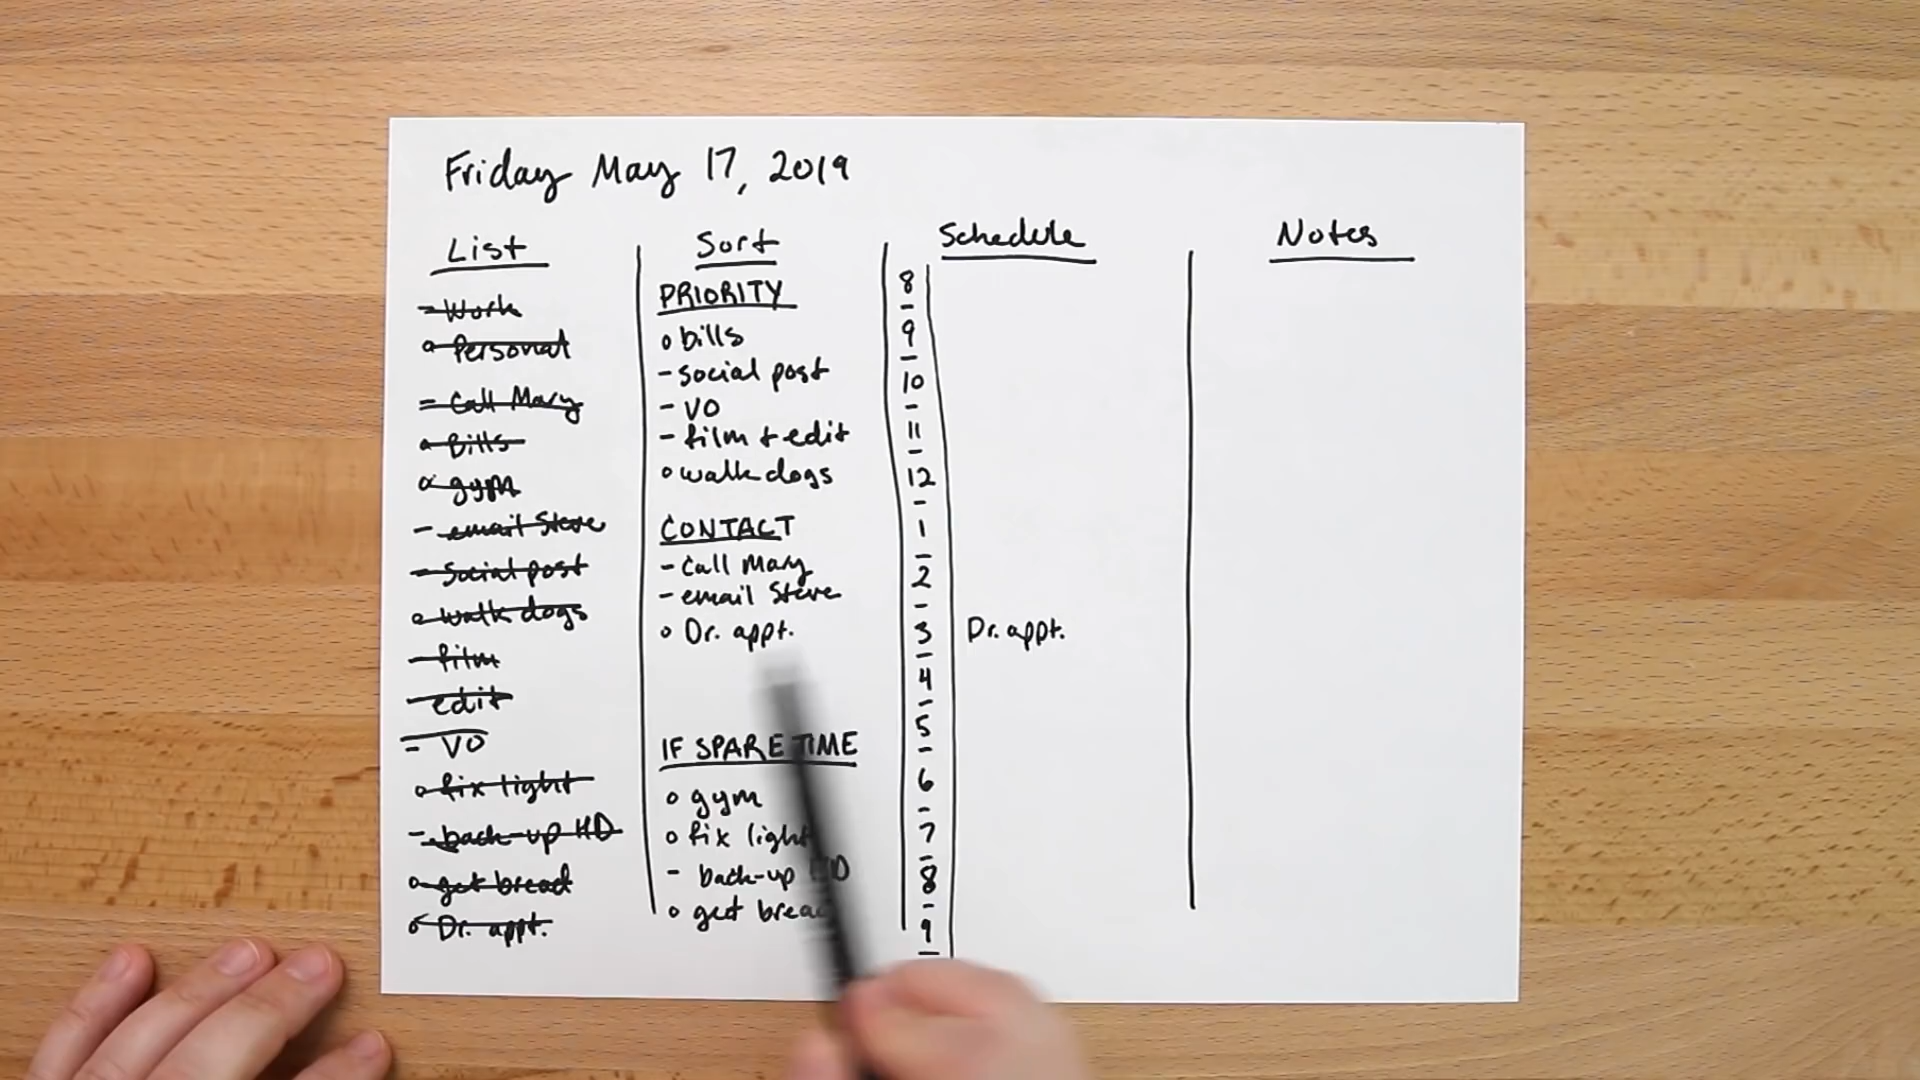 Friday May 17, 2019
List
- Work
o Personal
- Call Mary
o Bills
o gym
- email Steve
- Social post
o walk dogs
- film
- edit
- VO
o fix light
- back-up HD
o get bread
o Dr. appt.
Sort
PRIORITY
o bills
- social post
- VO
- film + edit
o walk dogs
CONTACT
- Call Mary
- email Steve
o Dr. appt.
IF SPARE TIME
o gym
o fix light
- back-up HD
o get bread
Schedule
8
-
9
-
10
-
11
-
12
-
1
-
2
-
3 Dr. appt.
-
4
-
5
-
6
-
7
-
8
-
9
-
Notes